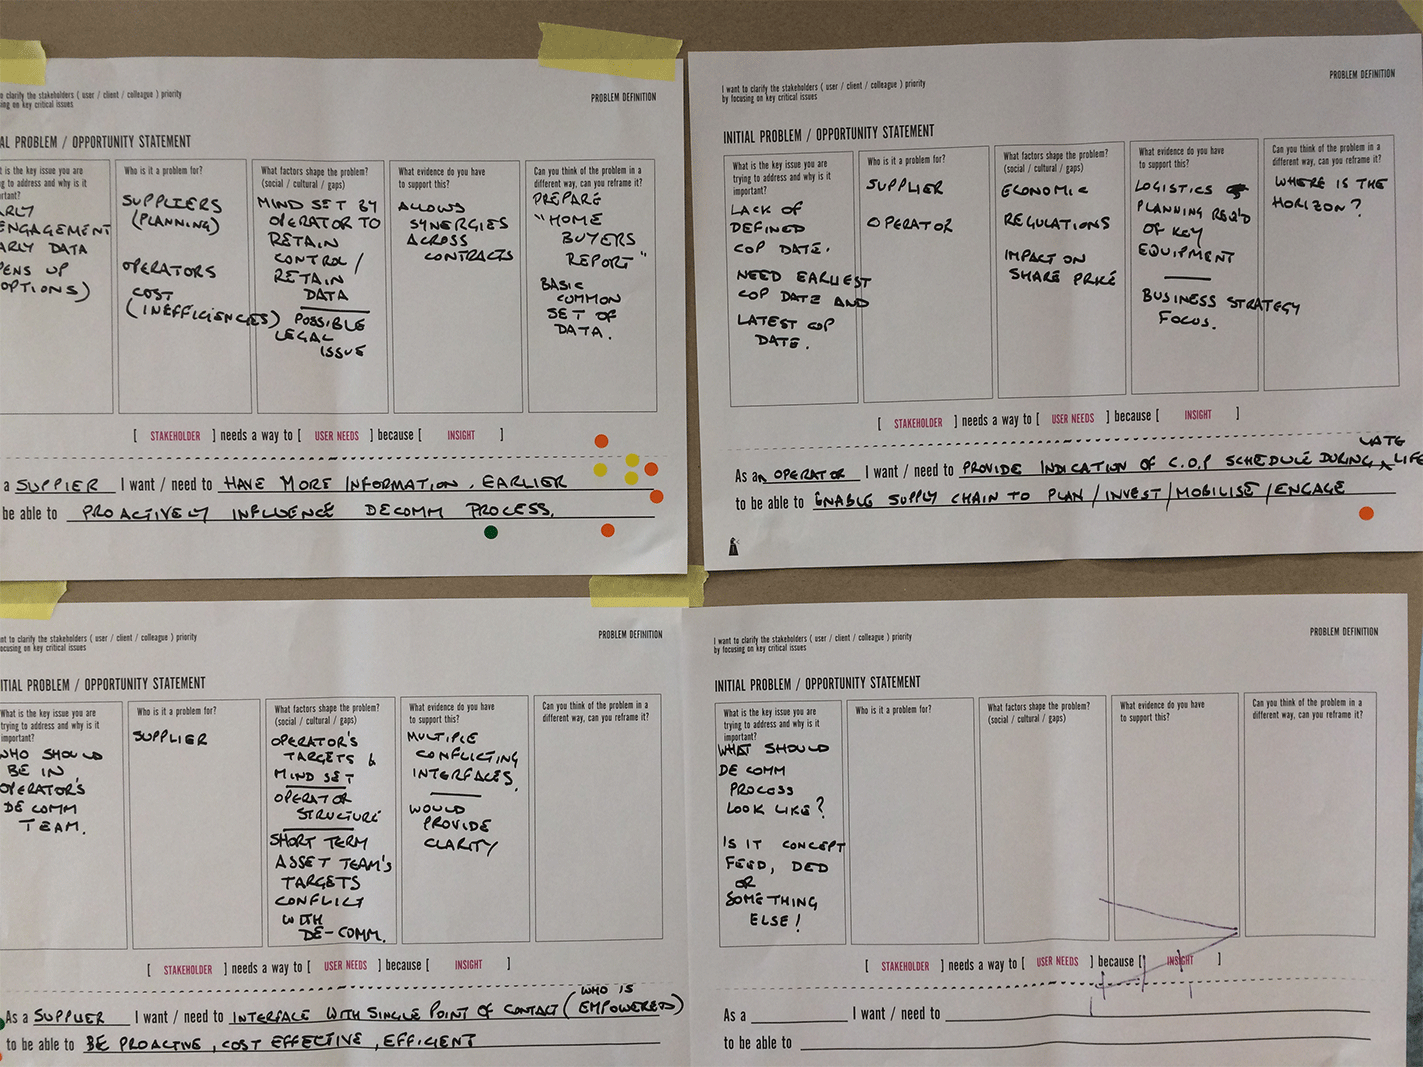 to clarify the stakeholders ( user / client / colleague ) priority
sing on key critical issues
PROBLEM DEFINITION
AL PROBLEM / OPPORTUNITY STATEMENT
t is the key issue you are
ng to address and why is it
rtant?
ARLY
ENGAGEMENT
ARLY DATA
PENS UP
OPTIONS)
Who is it a problem for?
SUPPLIERS
(PLANNING)
OPERATORS
COST
(INEFFICIENCIES)
What factors shape the problem?
(social / cultural / gaps)
MIND SET BY
OPERATOR TO
RETAIN
CONTROL /
RETAIN
DATA
POSSIBLE
LEGAL
ISSUE
What evidence do you have
to support this?
ALLOWS
SYNERGIES
ACROSS
CONTRACTS
Can you think of the problem in a
different way, can you reframe it?
PREPARE
"HOME
BUYERS
REPORT"
BASIC
COMMON
SET OF
DATA.
[ STAKEHOLDER ] needs a way to [ USER NEEDS ] because [ INSIGHT ]
a SUPPIER I want / need to HAVE MORE INFORMATION, EARLIER
be able to PROACTIVELY INFLUENCE DECOMM PROCESS.
I want to clarify the stakeholders ( user / client / colleague ) priority
by focusing on key critical issues
PROBLEM DEFINITION
INITIAL PROBLEM / OPPORTUNITY STATEMENT
What is the key issue you are
trying to address and why is it
important?
LACK OF
DEFINED
COP DATE.
NEED EARLIEST
COP DATE AND
LATEST COP
DATE.
Who is it a problem for?
SUPPLIER
OPERATOR
What factors shape the problem?
(social / cultural / gaps)
ECONOMIC
REGULATIONS
IMPACT ON
SHARE PRICE
What evidence do you have
to support this?
LOGISTICS
PLANNING REQ'D
OF KEY
EQUIPMENT
BUSINESS STRATEGY
FOCUS.
Can you think of the problem in a
different way, can you reframe it?
WHERE IS THE
HORIZON?
[ STAKEHOLDER ] needs a way to [ USER NEEDS ] because [ INSIGHT ]
As an OPERATOR I want / need to PROVIDE INDICATION OF C.O.P SCHEDULE DURING LATE LIFE
to be able to ENABLE SUPPLY CHAIN TO PLAN / INVEST / MOBILISE / ENGAGE
nt to clarify the stakeholders ( user / client / colleague ) priority
ocusing on key critical issues
PROBLEM DEFINITION
ITIAL PROBLEM / OPPORTUNITY STATEMENT
What is the key issue you are
trying to address and why is it
important?
WHO SHOULD
BE IN
OPERATOR'S
DE COMM
TEAM.
Who is it a problem for?
SUPPLIER
What factors shape the problem?
(social / cultural / gaps)
OPERATOR'S
TARGETS &
MIND SET
OPERATOR
STRUCTURE
SHORT TERM
ASSET TEAM'S
TARGETS
CONFLICT
WITH
DE-COMM.
What evidence do you have
to support this?
MULTIPLE
CONFLICTING
INTERFACES.
WOULD
PROVIDE
CLARITY
Can you think of the problem in a
different way, can you reframe it?
[ STAKEHOLDER ] needs a way to [ USER NEEDS ] because [ INSIGHT ]
As a SUPPLIER I want / need to INTERFACE WITH SINGLE POINT OF CONTACT (WHO IS EMPOWERED)
to be able to BE PROACTIVE, COST EFFECTIVE, EFFICIENT
I want to clarify the stakeholders ( user / client / colleague ) priority
by focusing on key critical issues
PROBLEM DEFINITION
INITIAL PROBLEM / OPPORTUNITY STATEMENT
What is the key issue you are
trying to address and why is it
important?
WHAT SHOULD
DE COMM
PROCESS
LOOK LIKE?
IS IT CONCEPT
FEED, DED
OR
SOMETHING
ELSE!
Who is it a problem for?
What factors shape the problem?
(social / cultural / gaps)
What evidence do you have
to support this?
Can you think of the problem in a
different way, can you reframe it?
[ STAKEHOLDER ] needs a way to [ USER NEEDS ] because [ INSIGHT ]
As a I want / need to
to be able to